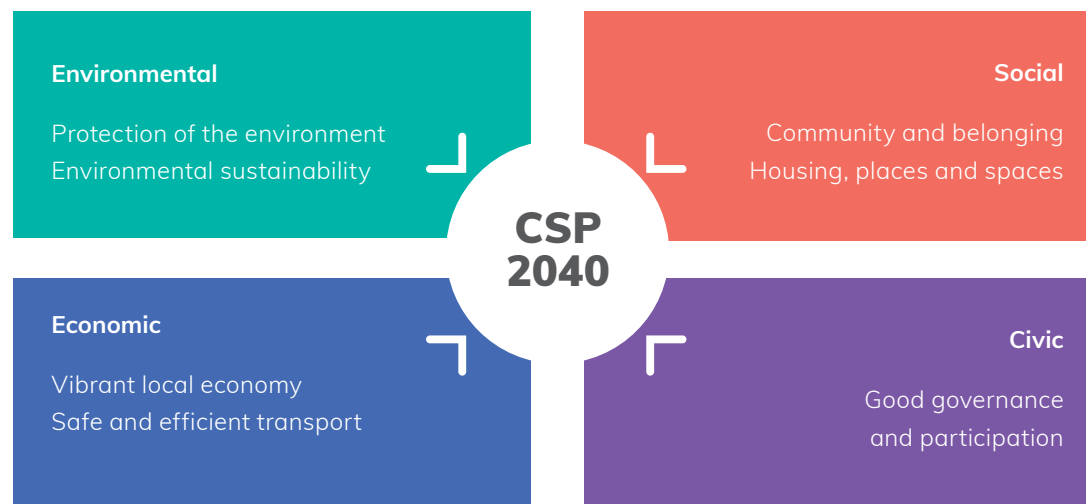 Environmental
Protection of the environment
Environmental sustainability
Social
Community and belonging
Housing, places and spaces
CSP
2040
Economic
Vibrant local economy
Safe and efficient transport
Civic
Good governance
and participation